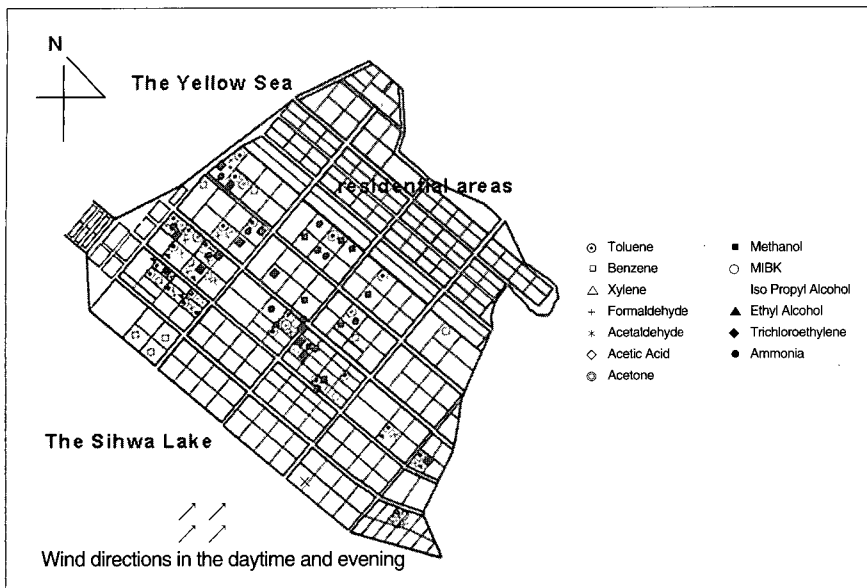 N
The Yellow Sea
residential areas
Toluene
Benzene
Xylene
Formaldehyde
Acetaldehyde
Acetic Acid
Acetone
Methanol
MIBK
Iso Propyl Alcohol
Ethyl Alcohol
Trichloroethylene
Ammonia
The Sihwa Lake
Wind directions in the daytime and evening